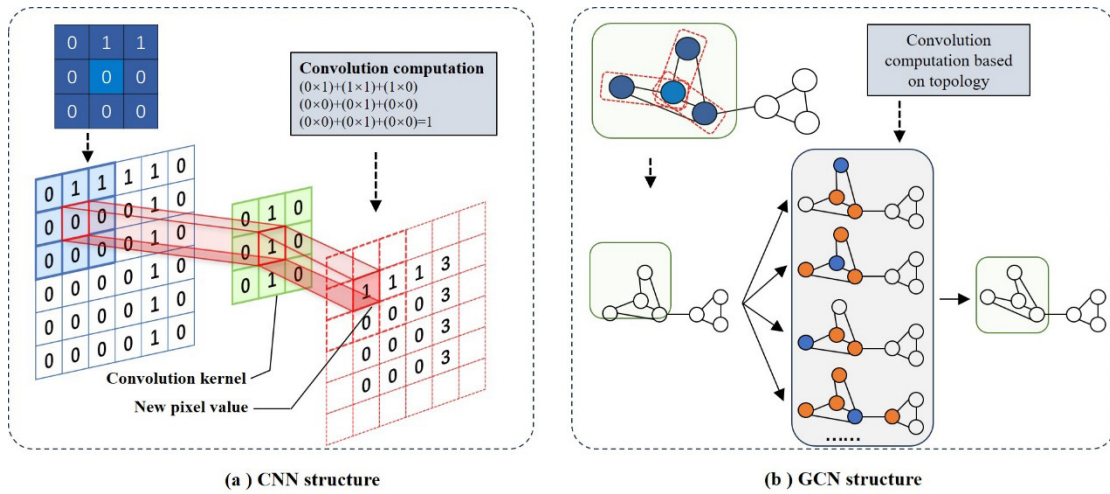 0 1 1
0 0 0
0 0 0
Convolution computation
(0×1)+(1×1)+(1×0)
(0×0)+(0×1)+(0×0)
(0×0)+(0×1)+(0×0)=1
0 1 1 1 1 0
0 0 0 0 1 0
0 0 0 0 1 0
0 0 0 0 1 0
0 0 0 0 1 0
0 0 0 0 1 0
0 1 0
0 1 0
0 1 0
1 1 1 3
0 0 0 3
0 0 0 3
0 0 0 3
Convolution kernel
New pixel value
(a ) CNN structure
Convolution
computation based
on topology
......
(b ) GCN structure